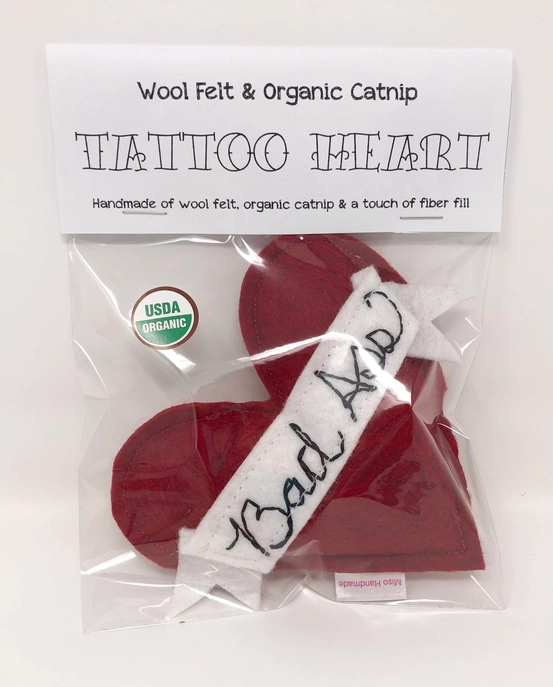 Wool Felt & Organic Catnip
TATTOO HEART
Handmade of wool felt, organic catnip & a touch of fiber fill
USDA
ORGANIC
Bad Ass
Miso Handmade